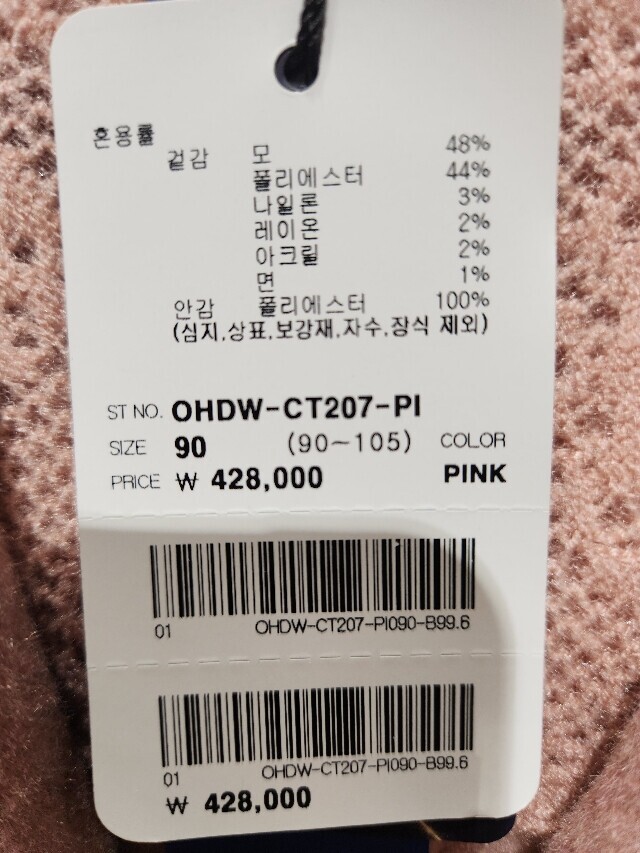 혼용률
겉감 모 48%
폴리에스터 44%
나일론 3%
레이온 2%
아크릴 2%
면 1%
안감 폴리에스터 100%
(심지,상표,보강재,자수,장식 제외)
ST NO. OHDW-CT207-PI
SIZE 90 (90~105) COLOR
PRICE ₩ 428,000 PINK
01 OHDW-CT207-PI090-B99.6
01 OHDW-CT207-PI090-B99.6
₩ 428,000